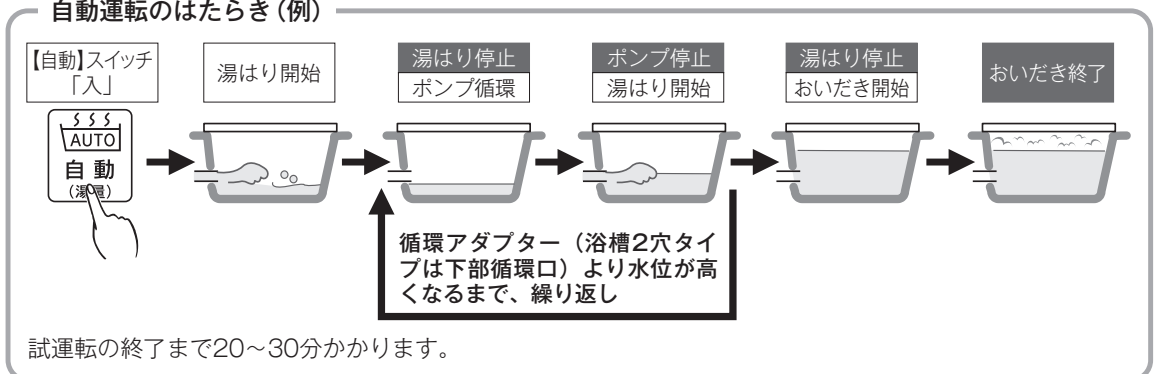 自動運転のはたらき(例)
【自動】スイッチ
「入」
AUTO
自動
湯はり開始
湯はり停止
ポンプ循環
ポンプ停止
湯はり開始
湯はり停止
おいだき開始
おいだき終了
循環アダプター（浴槽2穴タイ
プは下部循環口）より水位が高
くなるまで、繰り返し
試運転の終了まで20～30分かかります。